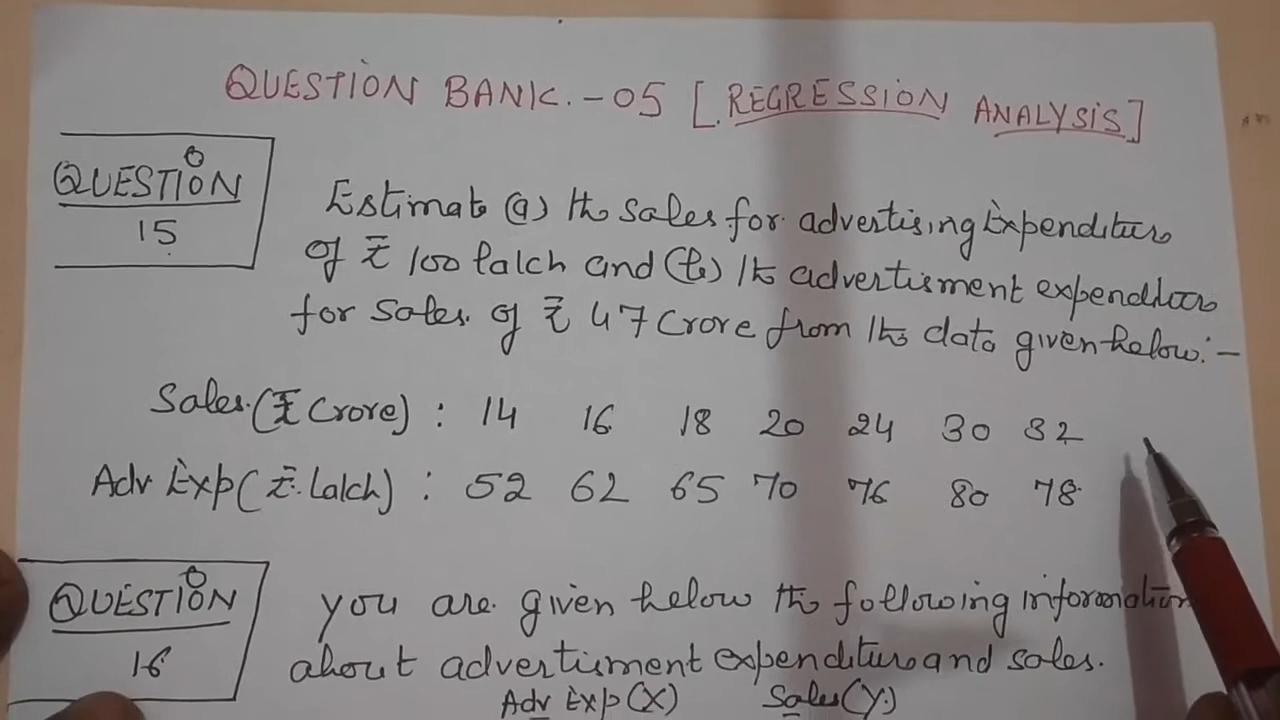 QUESTION BANK.-05 [REGRESSION ANALYSIS]
QUESTION
15
Estimate (a) the sales for advertising Expenditure
of ₹ 100 lakh and (b) the advertisment expenditure
for sales of ₹ 47 Crore from the data given below:-
Sales (₹ Crore) : 14 16 18 20 24 30 32
Adv Exp (₹. lakh) : 52 62 65 70 76 80 78
QUESTION
16
you are given below the following information
about advertisment expenditure and sales.
Adv Exp (X) Sales (Y)